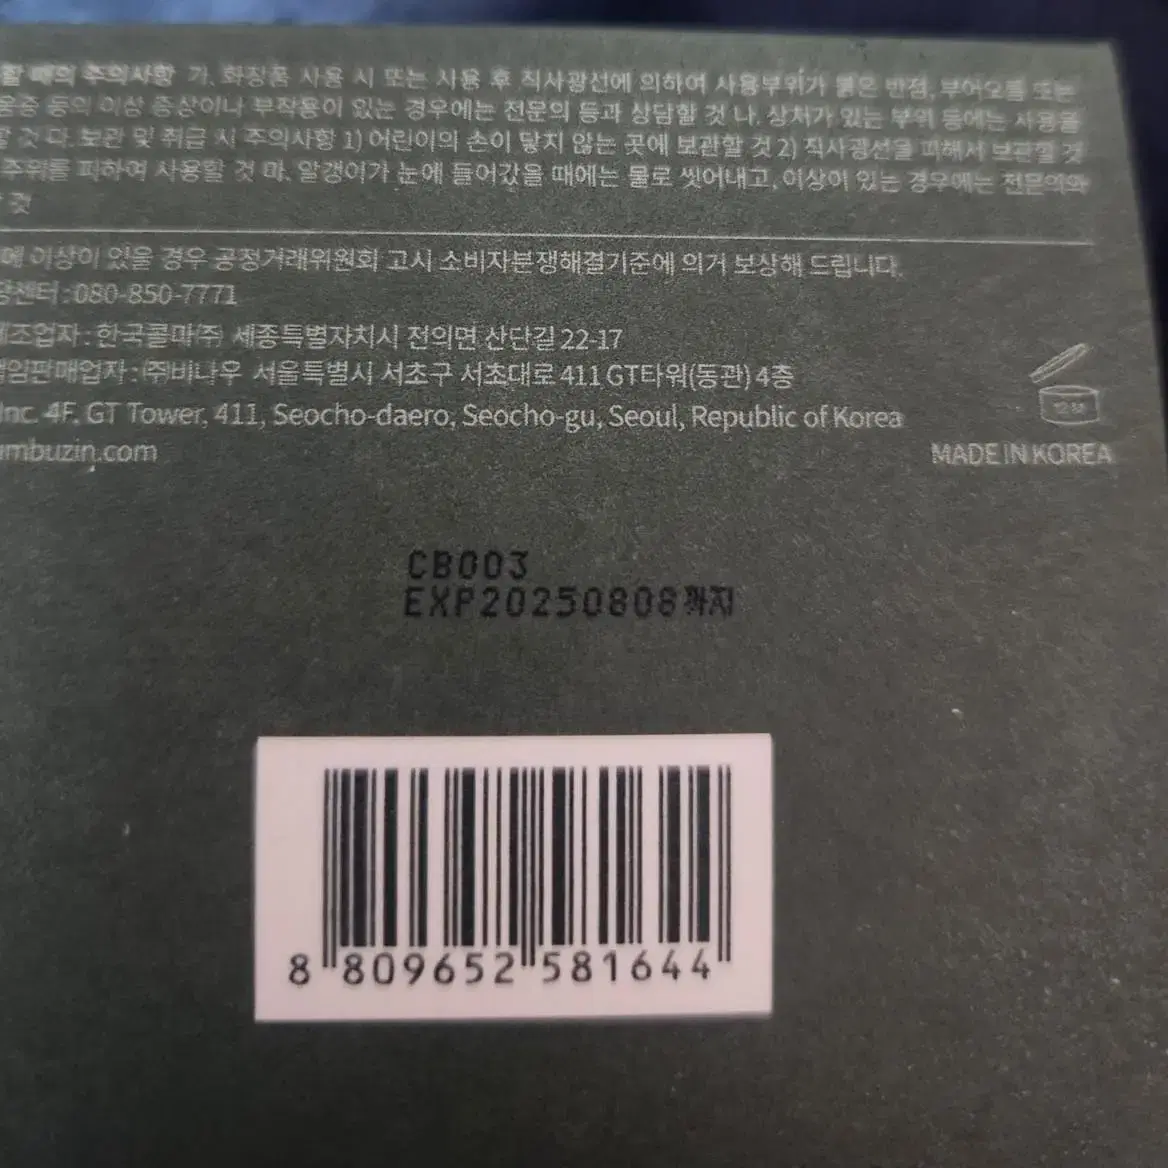 할 때의 주의사항 가. 화장품 사용 시 또는 사용 후 직사광선에 의하여 사용부위가 붉은 반점, 부어오름 또는
움증 등의 이상 증상이나 부작용이 있는 경우에는 전문의 등과 상담할 것 나. 상처가 있는 부위 등에는 사용을
할 것 다. 보관 및 취급 시 주의사항 1) 어린이의 손이 닿지 않는 곳에 보관할 것 2) 직사광선을 피해서 보관할 것
주위를 피하여 사용할 것 마. 알갱이가 눈에 들어갔을 때에는 물로 씻어내고, 이상이 있는 경우에는 전문의와
할 것
에 이상이 있을 경우 공정거래위원회 고시 소비자분쟁해결기준에 의거 보상해 드립니다.
센터 : 080-850-7771
제조업자 : 한국콜마(주) 세종특별자치시 전의면 산단길 22-17
책임판매업자 : (주)비나우 서울특별시 서초구 서초대로 411 GT타워(동관) 4층
Inc. 4F, GT Tower, 411, Seocho-daero, Seocho-gu, Seoul, Republic of Korea
12 M
mbuzin.com
MADE IN KOREA
CB003
EXP20250808까지
8 809652 581644